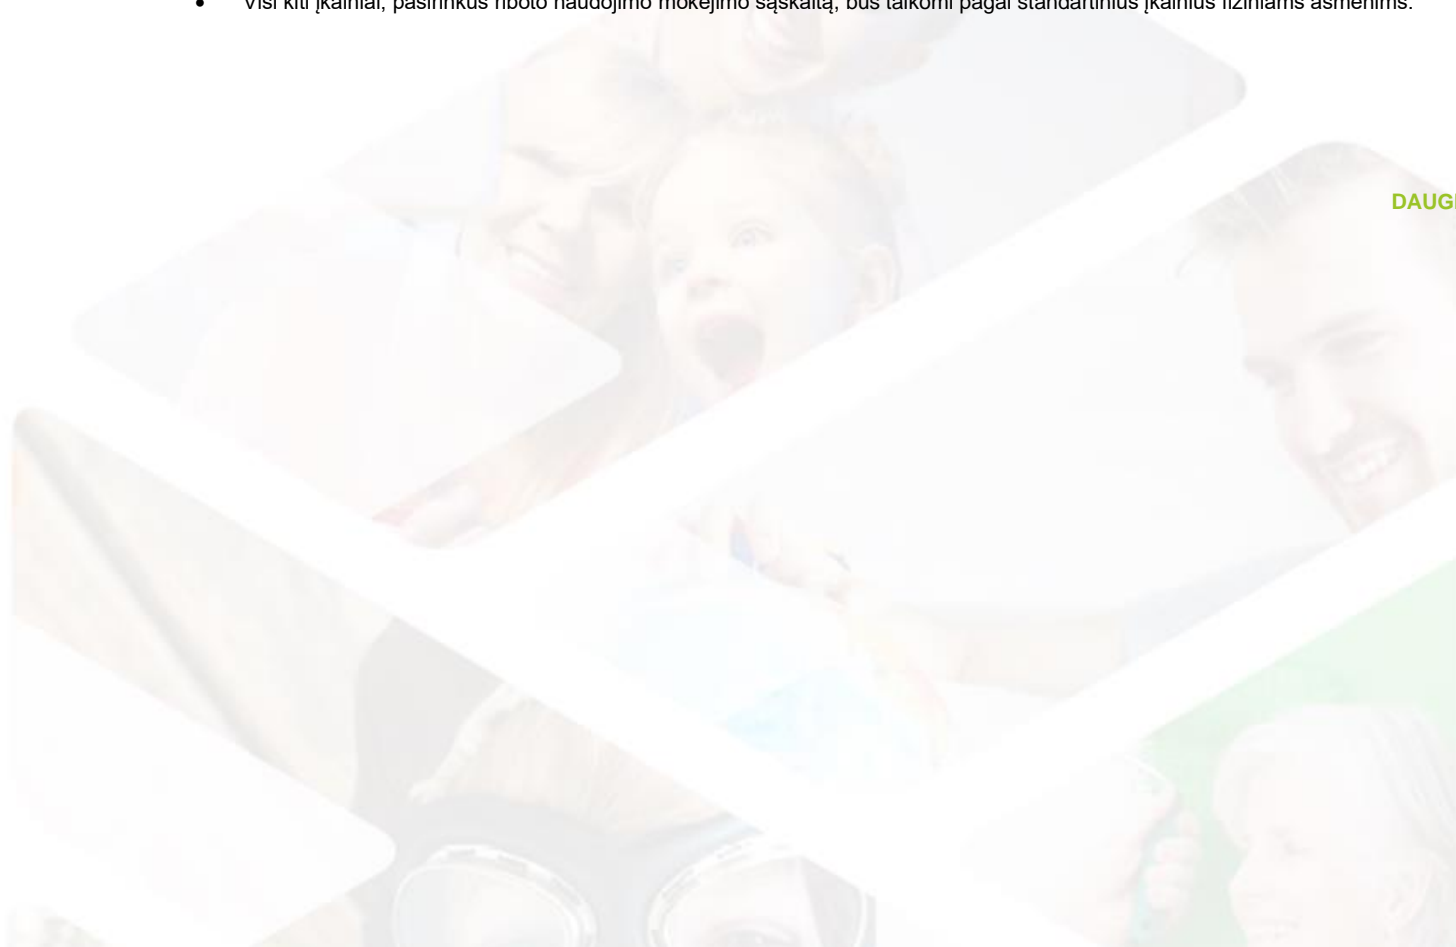 • Visi kiti įkainiai, pasirinkus riboto naudojimo mokėjimo sąskaitą, bus taikomi pagal standartinius įkainius fiziniams asmenims.
DAUG